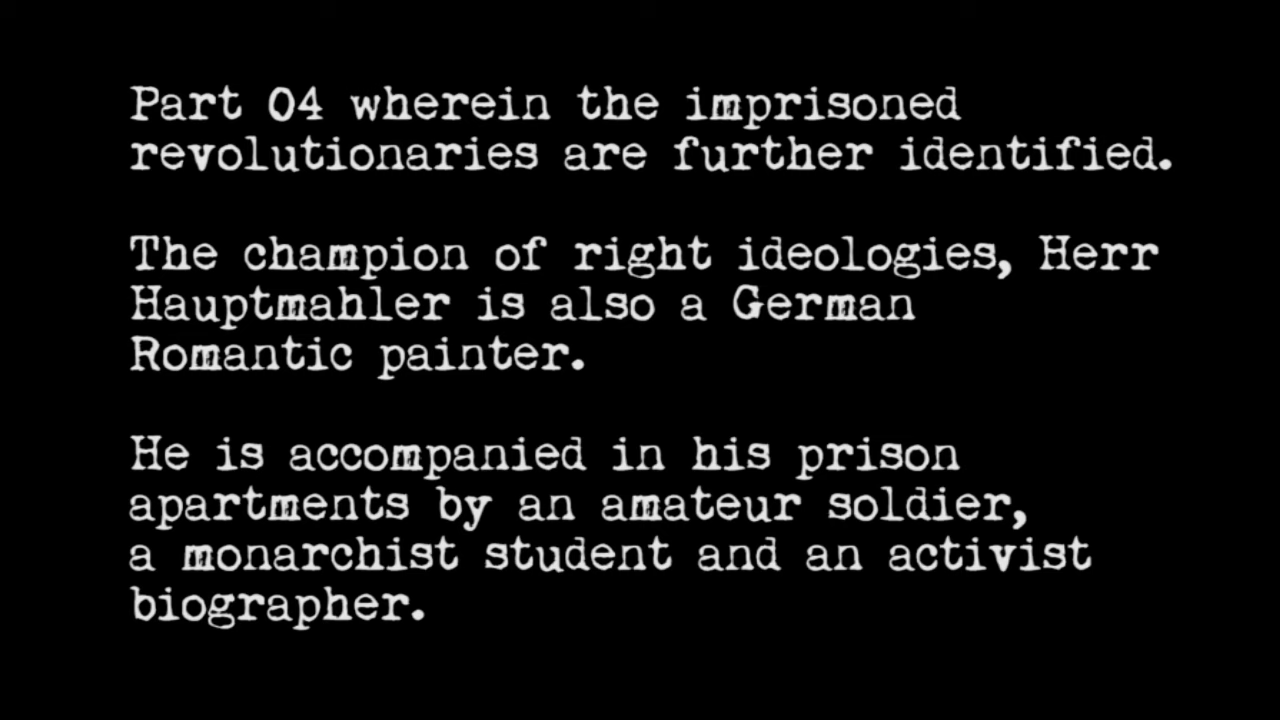 Part 04 wherein the imprisoned
revolutionaries are further identified.
The champion of right ideologies, Herr
Hauptmahler is also a German
Romantic painter.
He is accompanied in his prison
apartments by an amateur soldier,
a monarchist student and an activist
biographer.